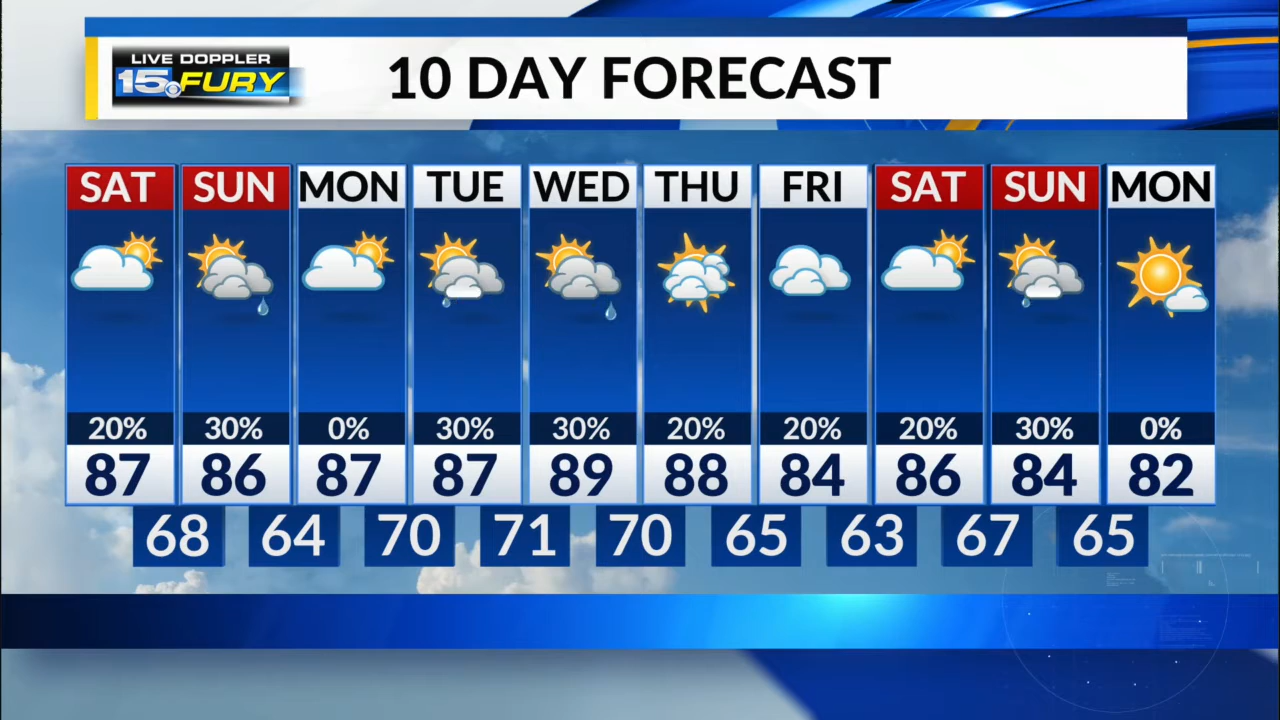 LIVE DOPPLER
15 FURY
10 DAY FORECAST
SAT SUN MON TUE WED THU FRI SAT SUN MON
20% 30% 0% 30% 30% 20% 20% 20% 30% 0%
87 86 87 87 89 88 84 86 84 82
68 64 70 71 70 65 63 67 65